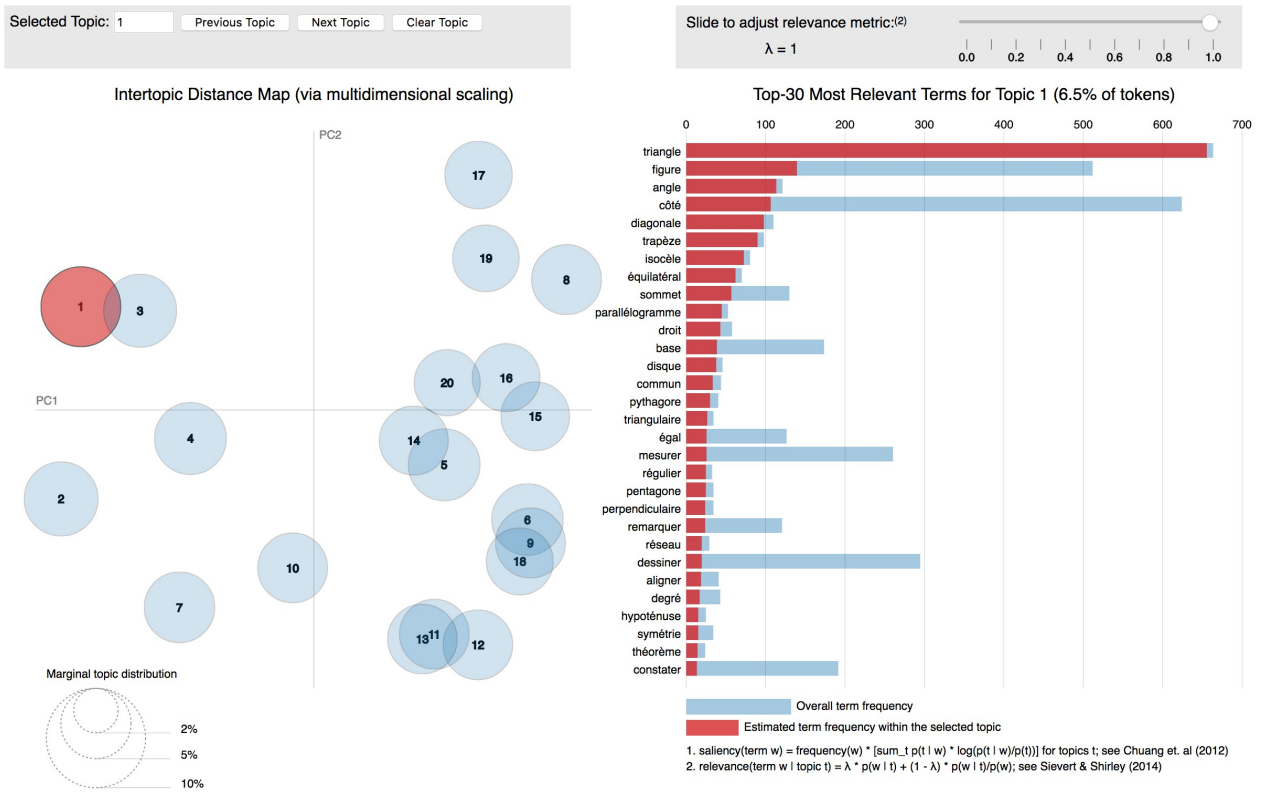 Selected Topic: 1 Previous Topic Next Topic Clear Topic
Slide to adjust relevance metric:(2)
λ = 1
0.0 0.2 0.4 0.6 0.8 1.0
Intertopic Distance Map (via multidimensional scaling)
PC2
PC1
17
19
8
1
3
20
16
15
4
14
5
2
6
9
18
10
7
13
11
12
Marginal topic distribution
2%
5%
10%
Top-30 Most Relevant Terms for Topic 1 (6.5% of tokens)
0 100 200 300 400 500 600 700
triangle
figure
angle
côté
diagonale
trapèze
isocèle
équilatéral
sommet
parallélogramme
droit
base
disque
commun
pythagore
triangulaire
égal
mesurer
régulier
pentagone
perpendiculaire
remarquer
réseau
dessiner
aligner
degré
hypoténuse
symétrie
théorème
constater
Overall term frequency
Estimated term frequency within the selected topic
1. saliency(term w) = frequency(w) * [sum_t p(t | w) * log(p(t | w)/p(t))] for topics t; see Chuang et. al (2012)
2. relevance(term w | topic t) = λ * p(w | t) + (1 - λ) * p(w | t)/p(w); see Sievert & Shirley (2014)